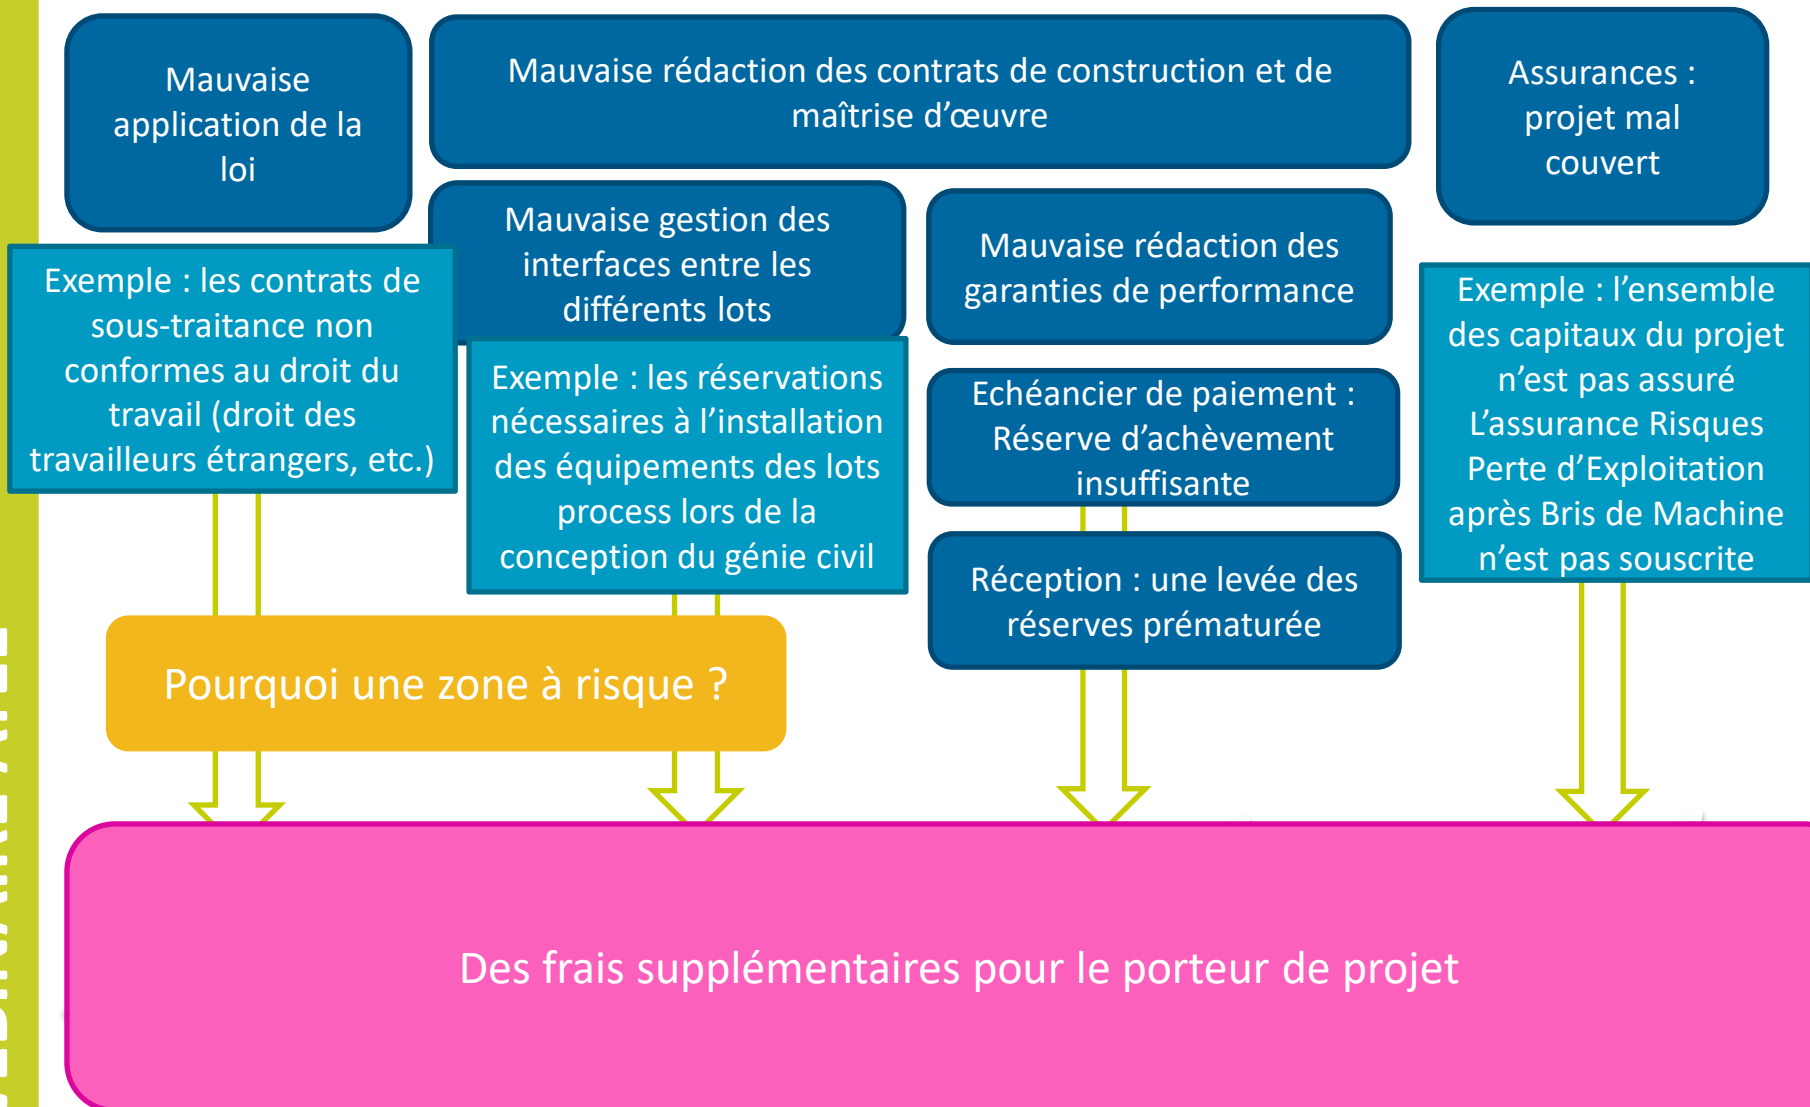 Mauvaise
application de la
loi
Mauvaise rédaction des contrats de construction et de
maîtrise d’œuvre
Assurances :
projet mal
couvert
Mauvaise gestion des
interfaces entre les
différents lots
Mauvaise rédaction des
garanties de performance
Exemple : les contrats de
sous-traitance non
conformes au droit du
travail (droit des
travailleurs étrangers, etc.)
Exemple : les réservations
nécessaires à l’installation
des équipements des lots
process lors de la
conception du génie civil
Echéancier de paiement :
Réserve d’achèvement
insuffisante
Réception : une levée des
réserves prématurée
Exemple : l’ensemble
des capitaux du projet
n’est pas assuré
L’assurance Risques
Perte d’Exploitation
après Bris de Machine
n’est pas souscrite
Pourquoi une zone à risque ?
Des frais supplémentaires pour le porteur de projet